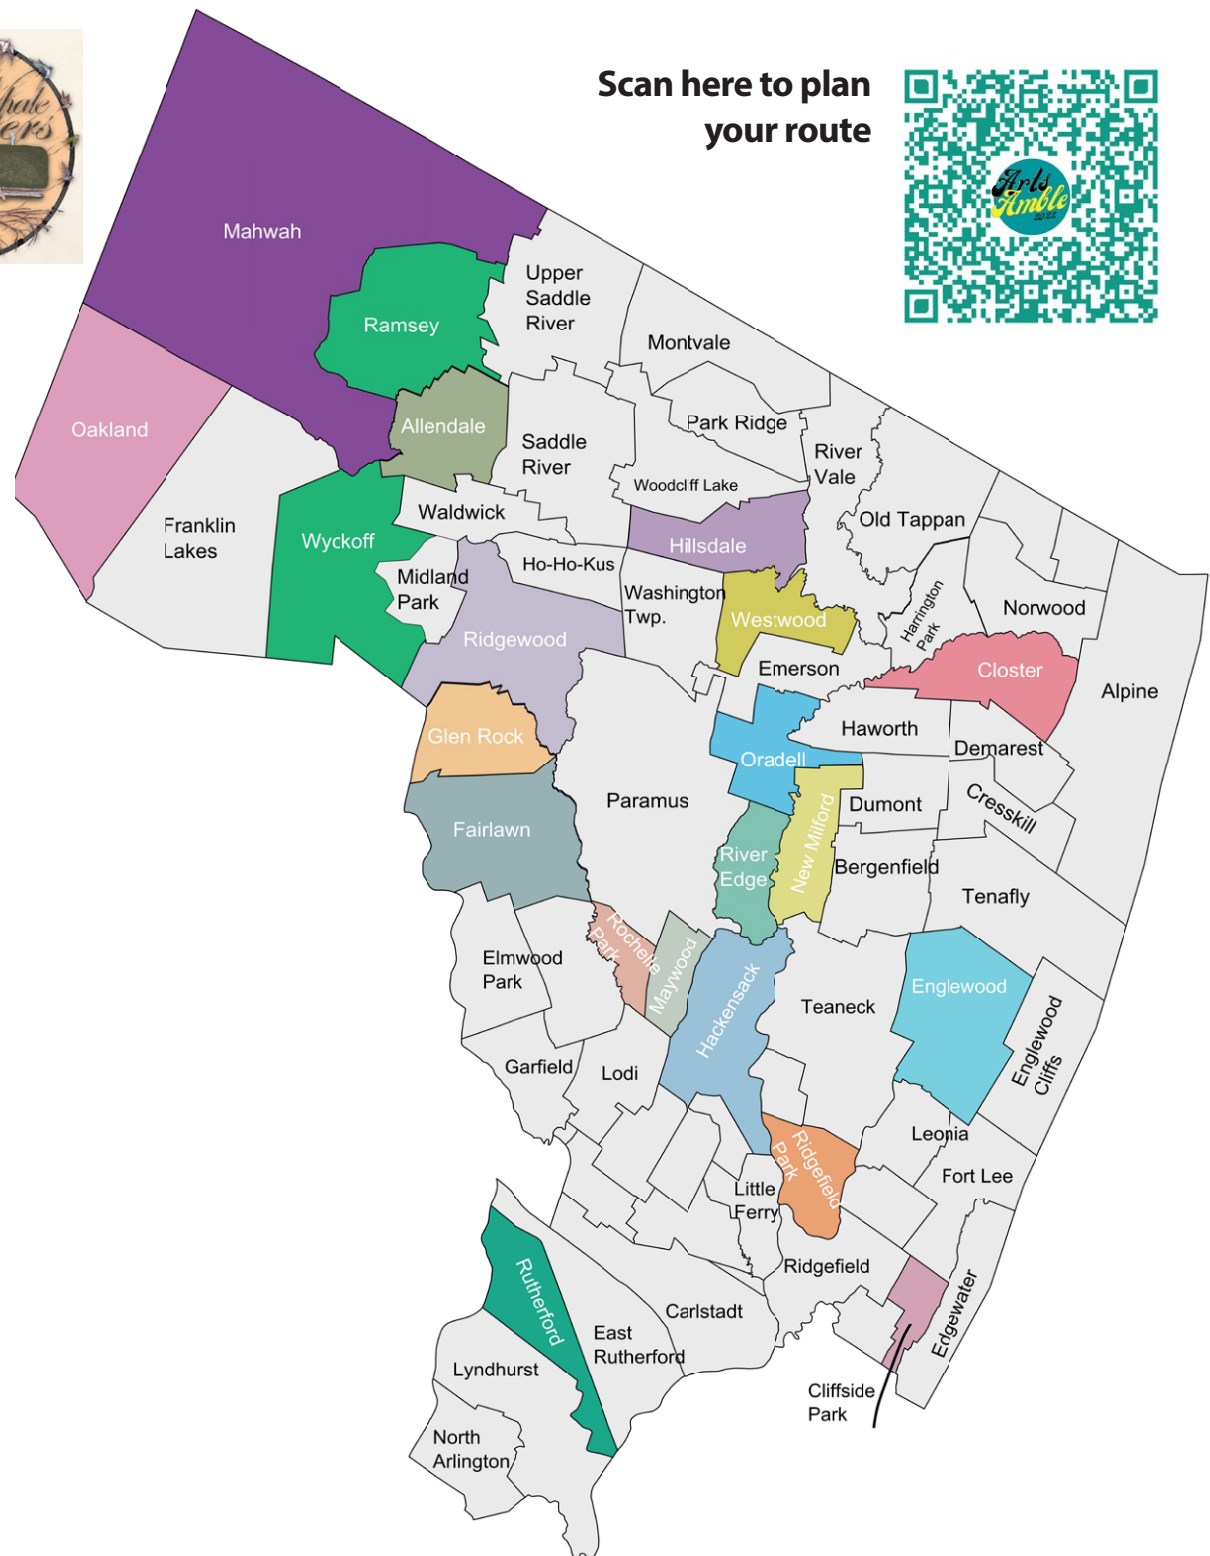 Scan here to plan
your route
Arts
Amble
2022
Mahwah
Upper
Saddle
River
Ramsey
Montvale
Oakland
Allendale
Park Ridge
Saddle
River
River
Vale
Woodcliff Lake
Franklin
Lakes
Waldwick
Old Tappan
Wyckoff
Hillsdale
Ho-Ho-Kus
Midland
Park
Washington
Twp.
Harrington
Park
Norwood
Ridgewood
Westwood
Emerson
Closter
Alpine
Glen Rock
Haworth
Demarest
Oradell
Paramus
Dumont
Cresskill
Fairlawn
New Milford
River
Edge
Bergenfield
Tenafly
Rochelle
Park
Maywood
Elmwood
Park
Hackensack
Teaneck
Englewood
Englewood
Cliffs
Garfield
Lodi
Leonia
Ridgefield
Park
Fort Lee
Little
Ferry
Ridgefield
Rutherford
Carlstadt
Edgewater
East
Rutherford
Lyndhurst
Cliffside
Park
North
Arlington